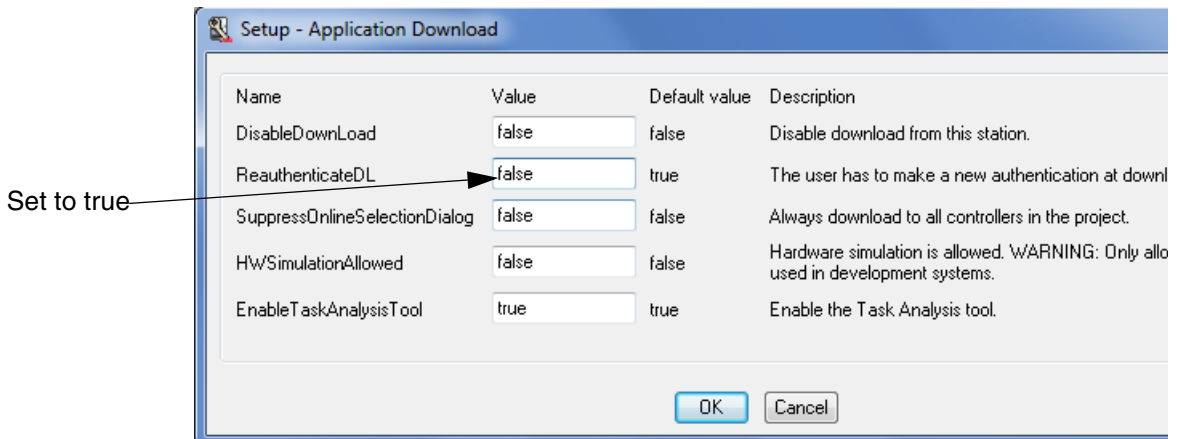 Setup - Application Download
Name Value Default value Description
DisableDownLoad false false Disable download from this station.
ReauthenticateDL false true The user has to make a new authentication at downl
Set to true
SuppressOnlineSelectionDialog false false Always download to all controllers in the project.
HWSimulationAllowed false false Hardware simulation is allowed. WARNING: Only allo
used in development systems.
EnableTaskAnalysisTool true true Enable the Task Analysis tool.
OK Cancel